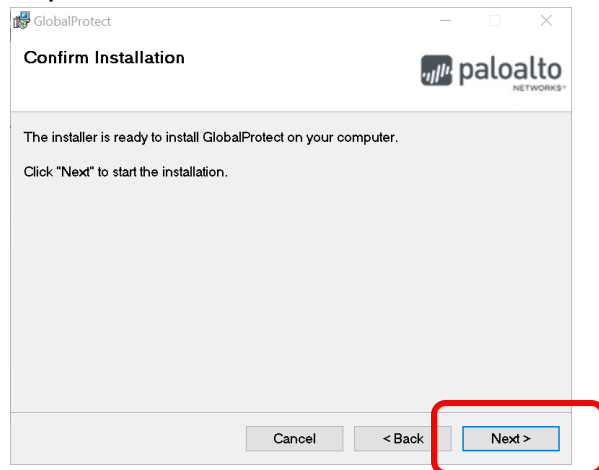 GlobalProtect
Confirm Installation
paloalto
NETWORKS®
The installer is ready to install GlobalProtect on your computer.
Click "Next" to start the installation.
Cancel
< Back
Next >